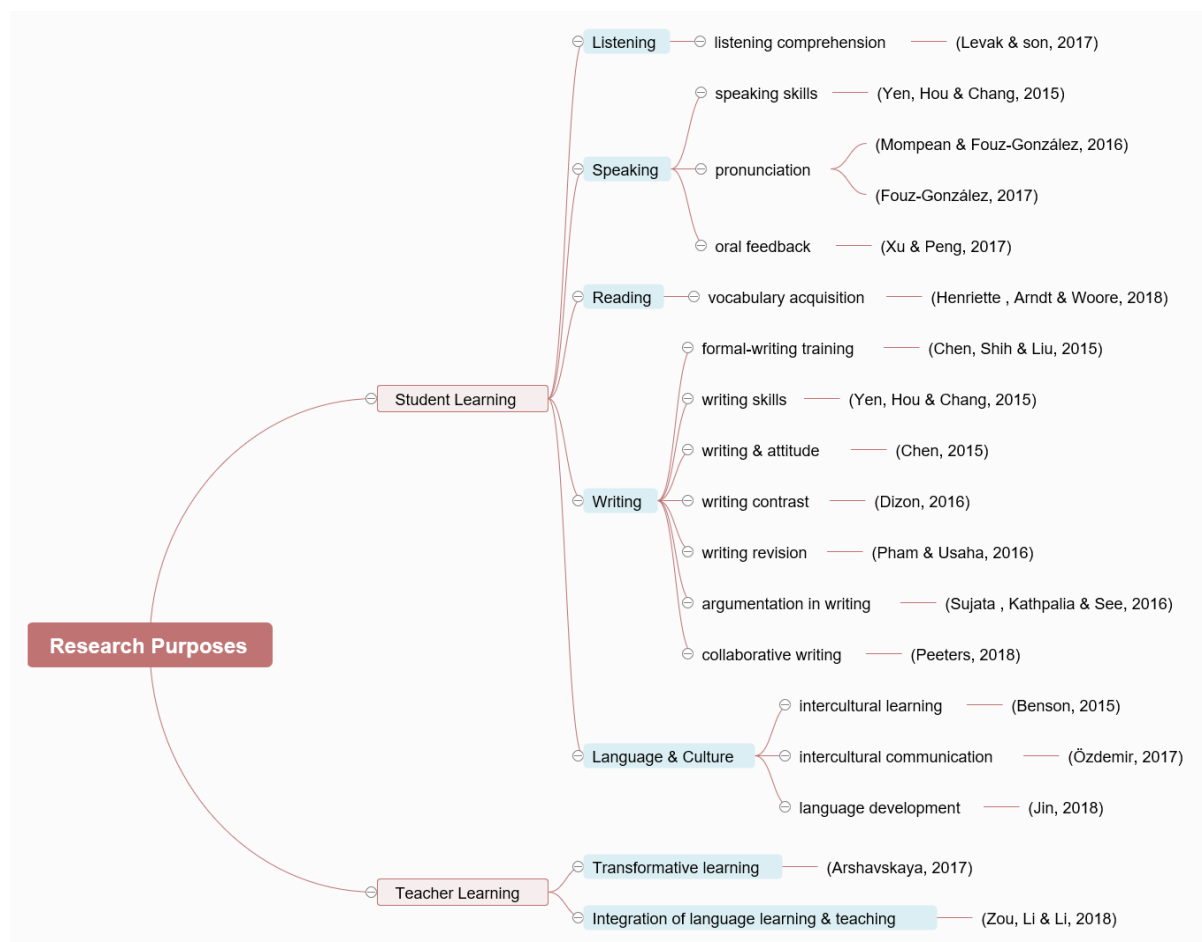 Listening
listening comprehension
(Levak & son, 2017)
speaking skills
(Yen, Hou & Chang, 2015)
Speaking
pronunciation
(Mompean & Fouz-González, 2016)
(Fouz-González, 2017)
oral feedback
(Xu & Peng, 2017)
Reading
vocabulary acquisition
(Henriette , Arndt & Woore, 2018)
Student Learning
formal-writing training
(Chen, Shih & Liu, 2015)
writing skills
(Yen, Hou & Chang, 2015)
writing & attitude
(Chen, 2015)
Writing
writing contrast
(Dizon, 2016)
writing revision
(Pham & Usaha, 2016)
argumentation in writing
(Sujata , Kathpalia & See, 2016)
collaborative writing
(Peeters, 2018)
Research Purposes
intercultural learning
(Benson, 2015)
Language & Culture
intercultural communication
(Özdemir, 2017)
language development
(Jin, 2018)
Teacher Learning
Transformative learning
(Arshavskaya, 2017)
Integration of language learning & teaching
(Zou, Li & Li, 2018)